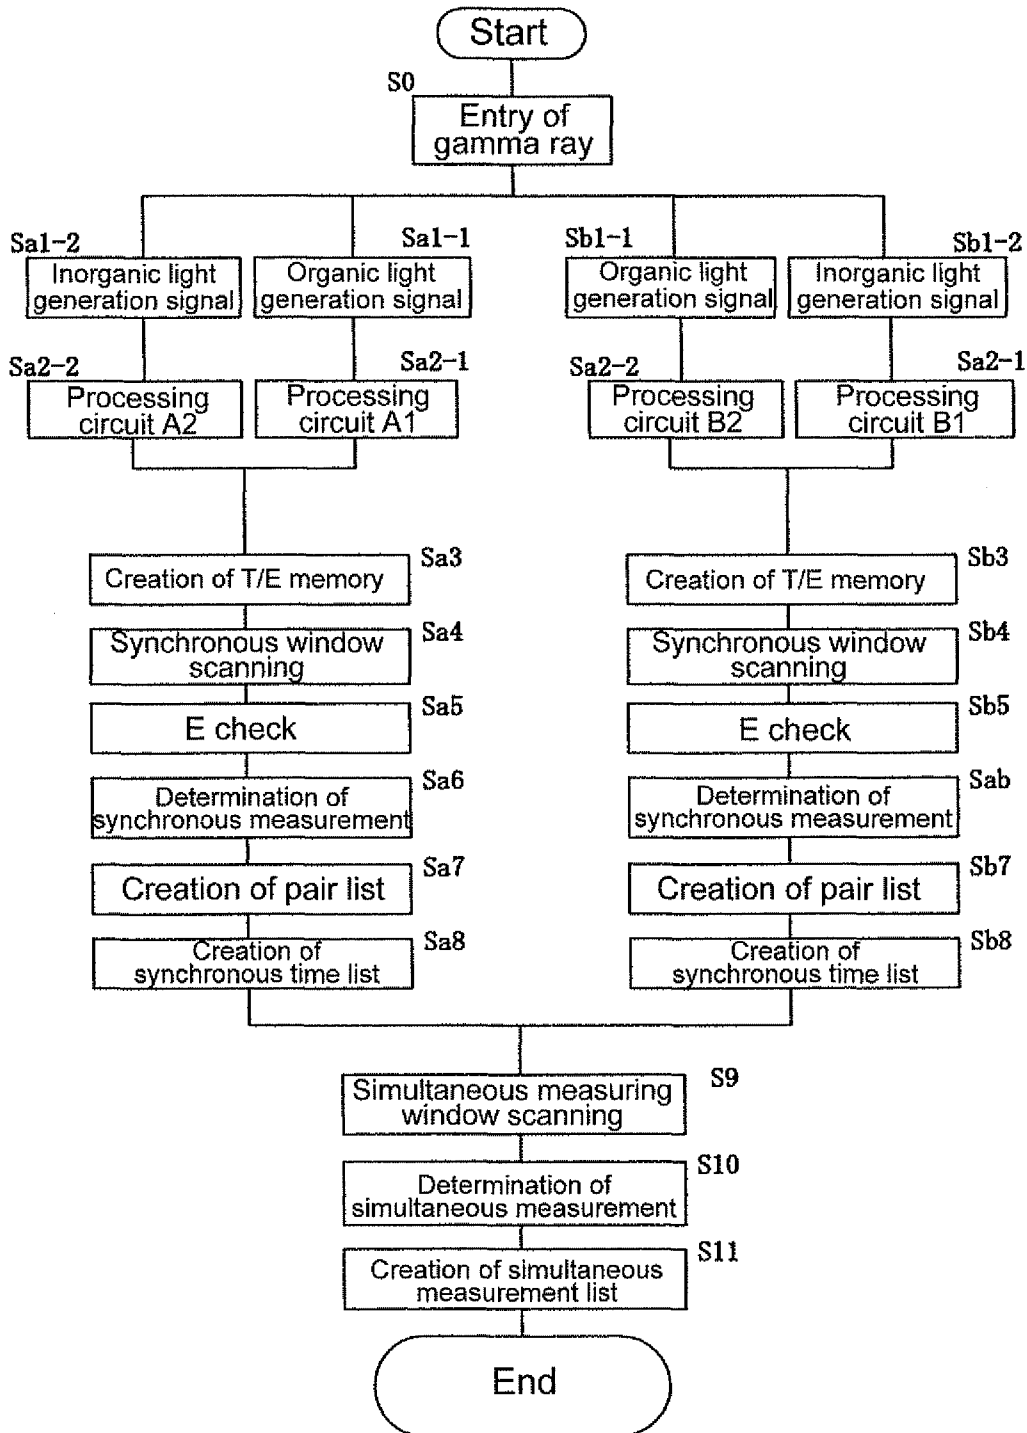 Start
S0
Entry of
gamma ray
Sa1-2
Inorganic light
generation signal
Sa1-1
Organic light
generation signal
Sb1-1
Organic light
generation signal
Sb1-2
Inorganic light
generation signal
Sa2-2
Processing
circuit A2
Sa2-1
Processing
circuit A1
Sa2-2
Processing
circuit B2
Sa2-1
Processing
circuit B1
Creation of T/E memory
Sa3
Synchronous window
scanning
Sa4
E check
Sa5
Determination of
synchronous measurement
Sa6
Creation of pair list
Sa7
Creation of
synchronous time list
Sa8
Creation of T/E memory
Sb3
Synchronous window
scanning
Sb4
E check
Sb5
Determination of
synchronous measurement
Sab
Creation of pair list
Sb7
Creation of
synchronous time list
Sb8
Simultaneous measuring
window scanning
S9
Determination of
simultaneous measurement
S10
Creation of simultaneous
measurement list
S11
End